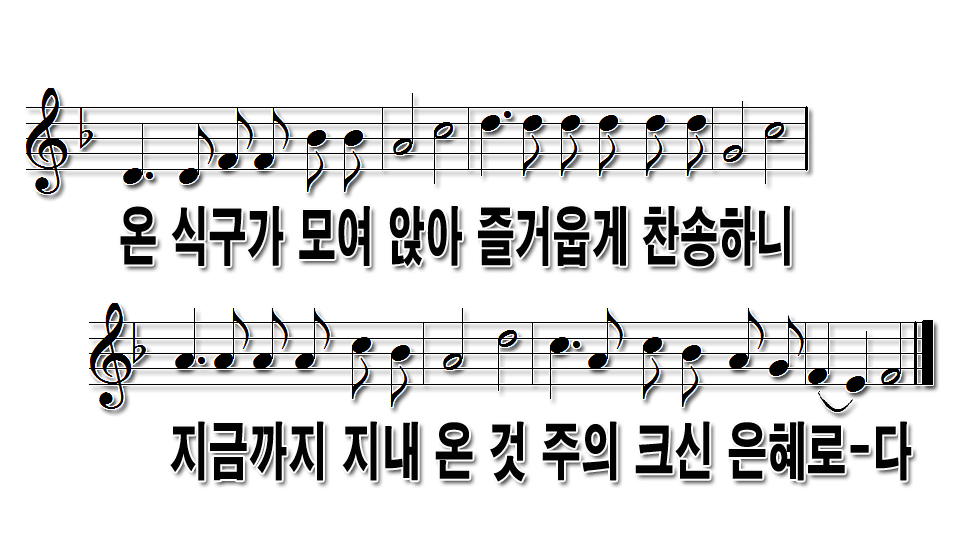 온 식구가 모여 앉아 즐거웁게 찬송하니
지금까지 지내 온 것 주의 크신 은혜로-다